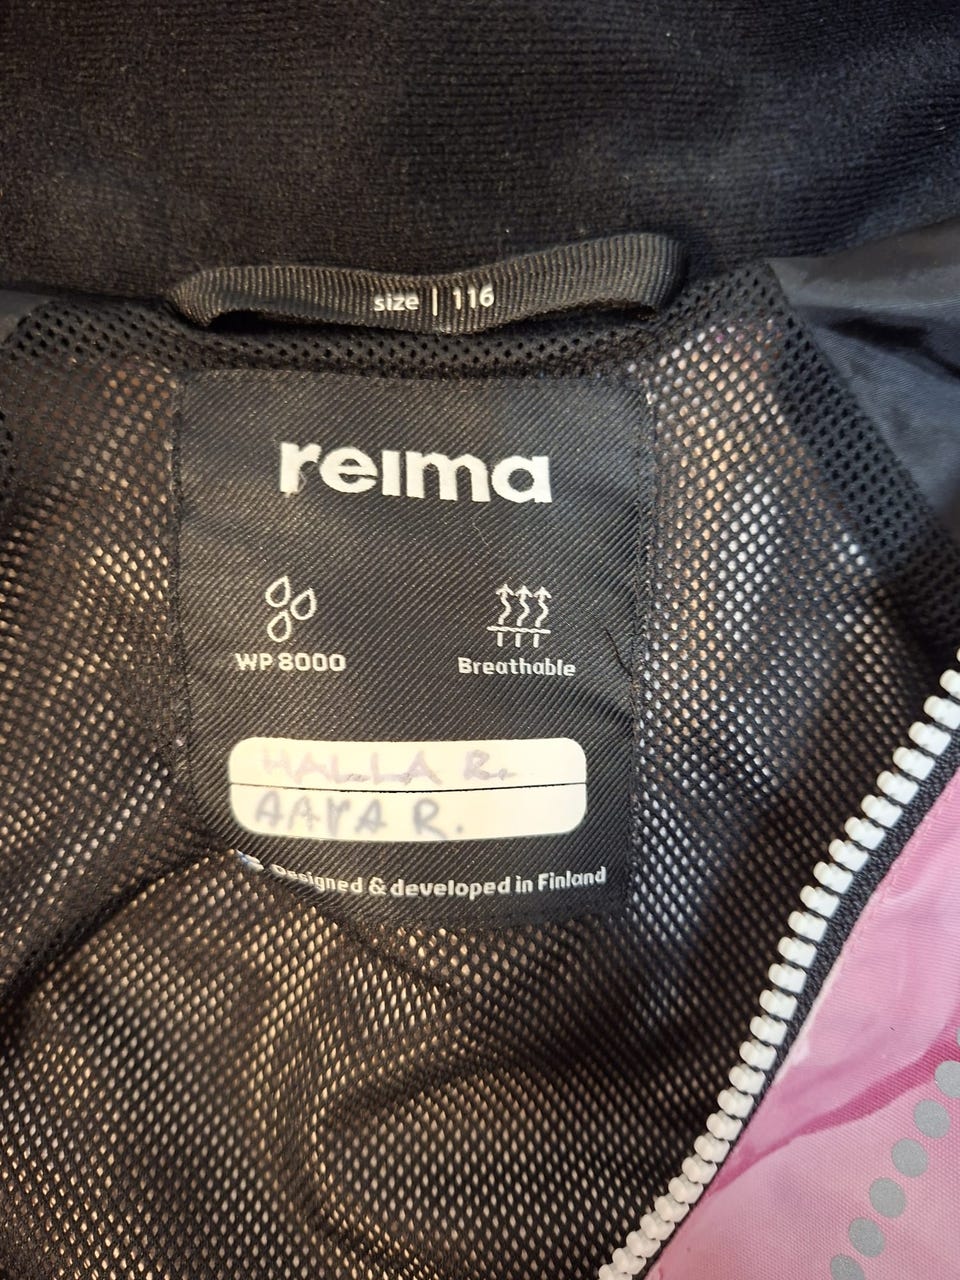 size | 116
reima
WP 8000
Breathable
HALLA R.
AAVA R.
Designed & developed in Finland